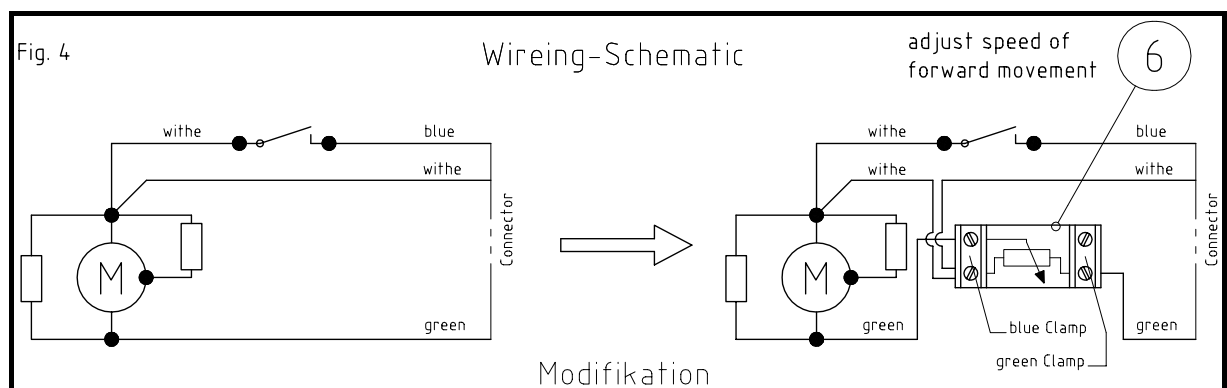 Fig. 4
Wireing-Schematic
adjust speed of
forward movement
6
withe
blue
withe
M
green
Connector
withe
blue
withe
withe
M
green
blue Clamp
green Clamp
green
Connector
Modifikation